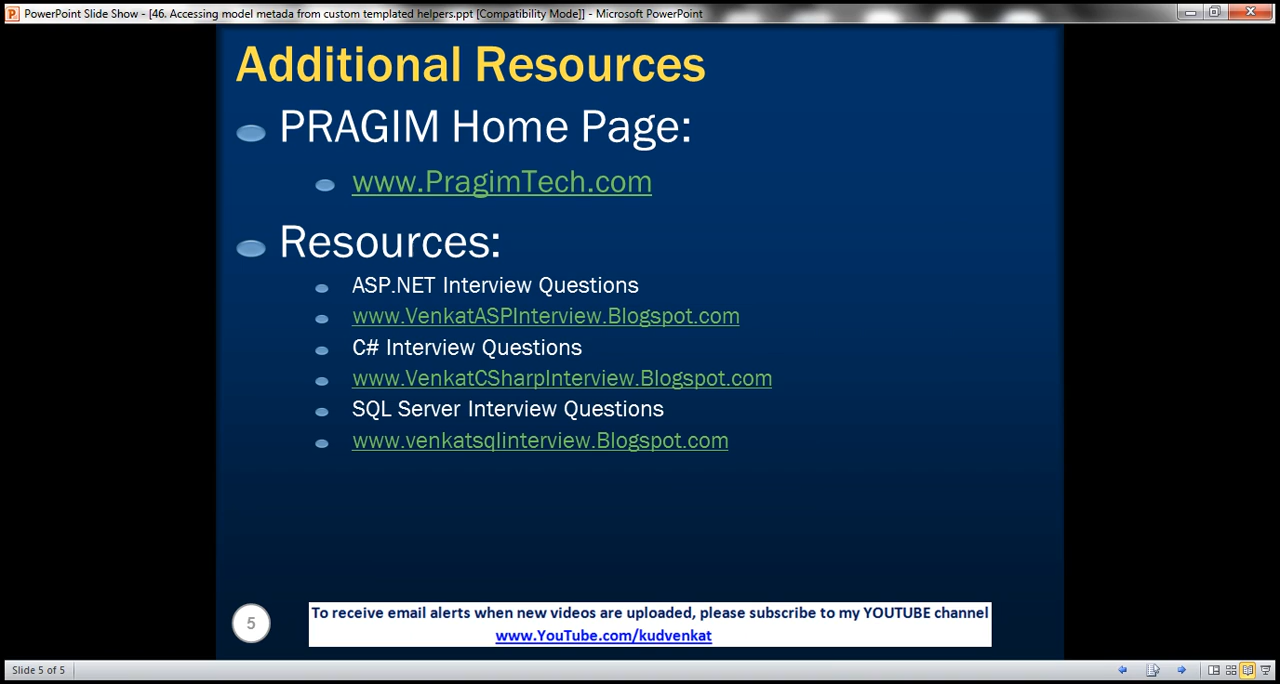 PowerPoint Slide Show - [46. Accessing model metada from custom templated helpers.ppt [Compatibility Mode]] - Microsoft PowerPoint
Additional Resources
PRAGIM Home Page:
www.PragimTech.com
Resources:
ASP.NET Interview Questions
www.VenkatASPInterview.Blogspot.com
C# Interview Questions
www.VenkatCSharpInterview.Blogspot.com
SQL Server Interview Questions
www.venkatsqlinterview.Blogspot.com
5
To receive email alerts when new videos are uploaded, please subscribe to my YOUTUBE channel
www.YouTube.com/kudvenkat
Slide 5 of 5